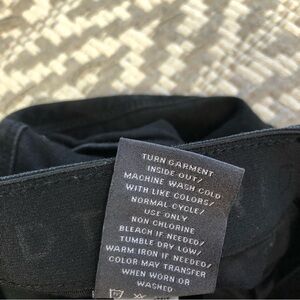 TURN GARMENT
INSIDE OUT/
MACHINE WASH COLD
WITH LIKE COLORS/
NORMAL CYCLE/
USE ONLY
NON CHLORINE
BLEACH IF NEEDED/
TUMBLE DRY LOW/
WARM IRON IF NEEDED/
COLOR MAY TRANSFER
WHEN WORN OR
WASHED